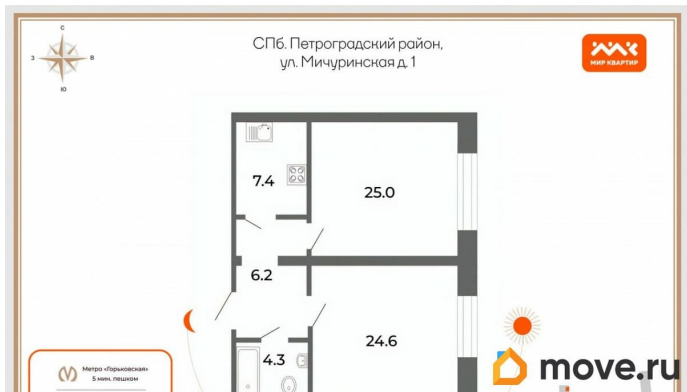 С
З В
Ю
СПб. Петроградский район,
ул. Мичуринская д. 1
МИР КВАРТИР
7.4
25.0
6.2
24.6
4.3
Метро «Горьковская»
5 мин. пешком
move.ru